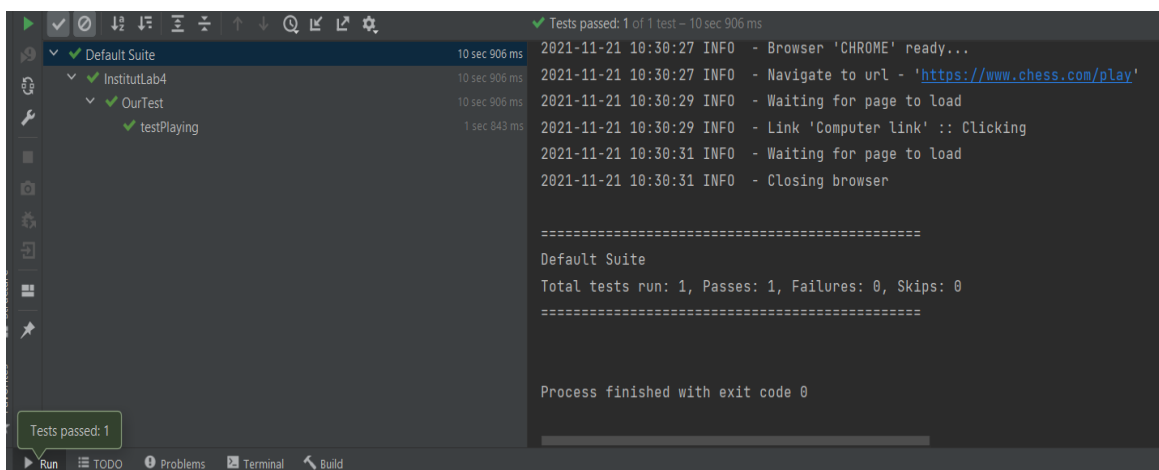 Tests passed: 1 of 1 test – 10 sec 906 ms
Default Suite 10 sec 906 ms
InstitutLab4 10 sec 906 ms
OurTest 10 sec 906 ms
testPlaying 1 sec 843 ms
2021-11-21 10:30:27 INFO - Browser 'CHROME' ready...
2021-11-21 10:30:27 INFO - Navigate to url - 'https://www.chess.com/play'
2021-11-21 10:30:29 INFO - Waiting for page to load
2021-11-21 10:30:29 INFO - Link 'Computer link' :: Clicking
2021-11-21 10:30:31 INFO - Waiting for page to load
2021-11-21 10:30:31 INFO - Closing browser
===============================================
Default Suite
Total tests run: 1, Passes: 1, Failures: 0, Skips: 0
===============================================
Process finished with exit code 0
Tests passed: 1
Run TODO Problems Terminal Build